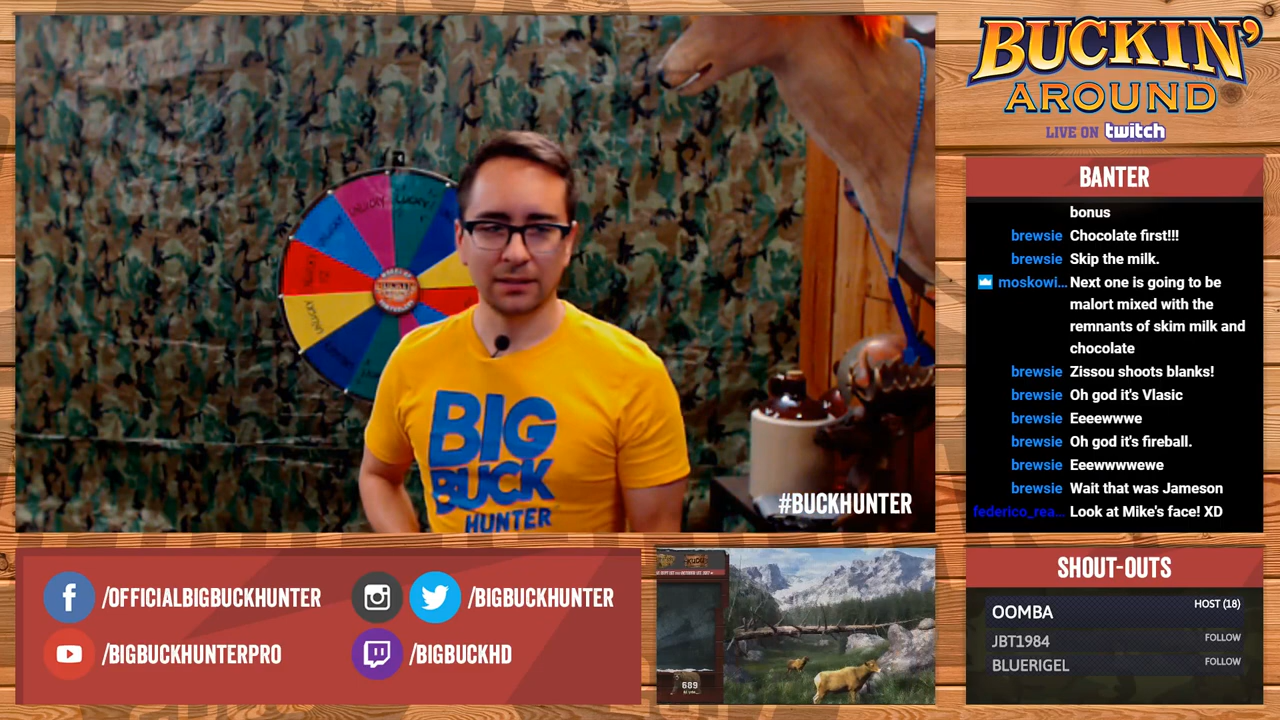 BUCKIN'
AROUND
LIVE ON twitch
BANTER
bonus
brewsie Chocolate first!!!
brewsie Skip the milk.
moskowi... Next one is going to be
malort mixed with the
remnants of skim milk and
chocolate
brewsie Zissou shoots blanks!
brewsie Oh god it's Vlasic
brewsie Eeeewwwe
brewsie Oh god it's fireball.
brewsie Eeewwwwewe
brewsie Wait that was Jameson
federico_rea... Look at Mike's face! XD
UNLUCKY
BIG
BUCK
HUNTER
#BUCKHUNTER
/OFFICIALBIGBUCKHUNTER
/BIGBUCKHUNTER
/BIGBUCKHUNTERPRO
/BIGBUCKHD
689
SHOUT-OUTS
OOMBA HOST (18)
JBT1984 FOLLOW
BLUERIGEL FOLLOW